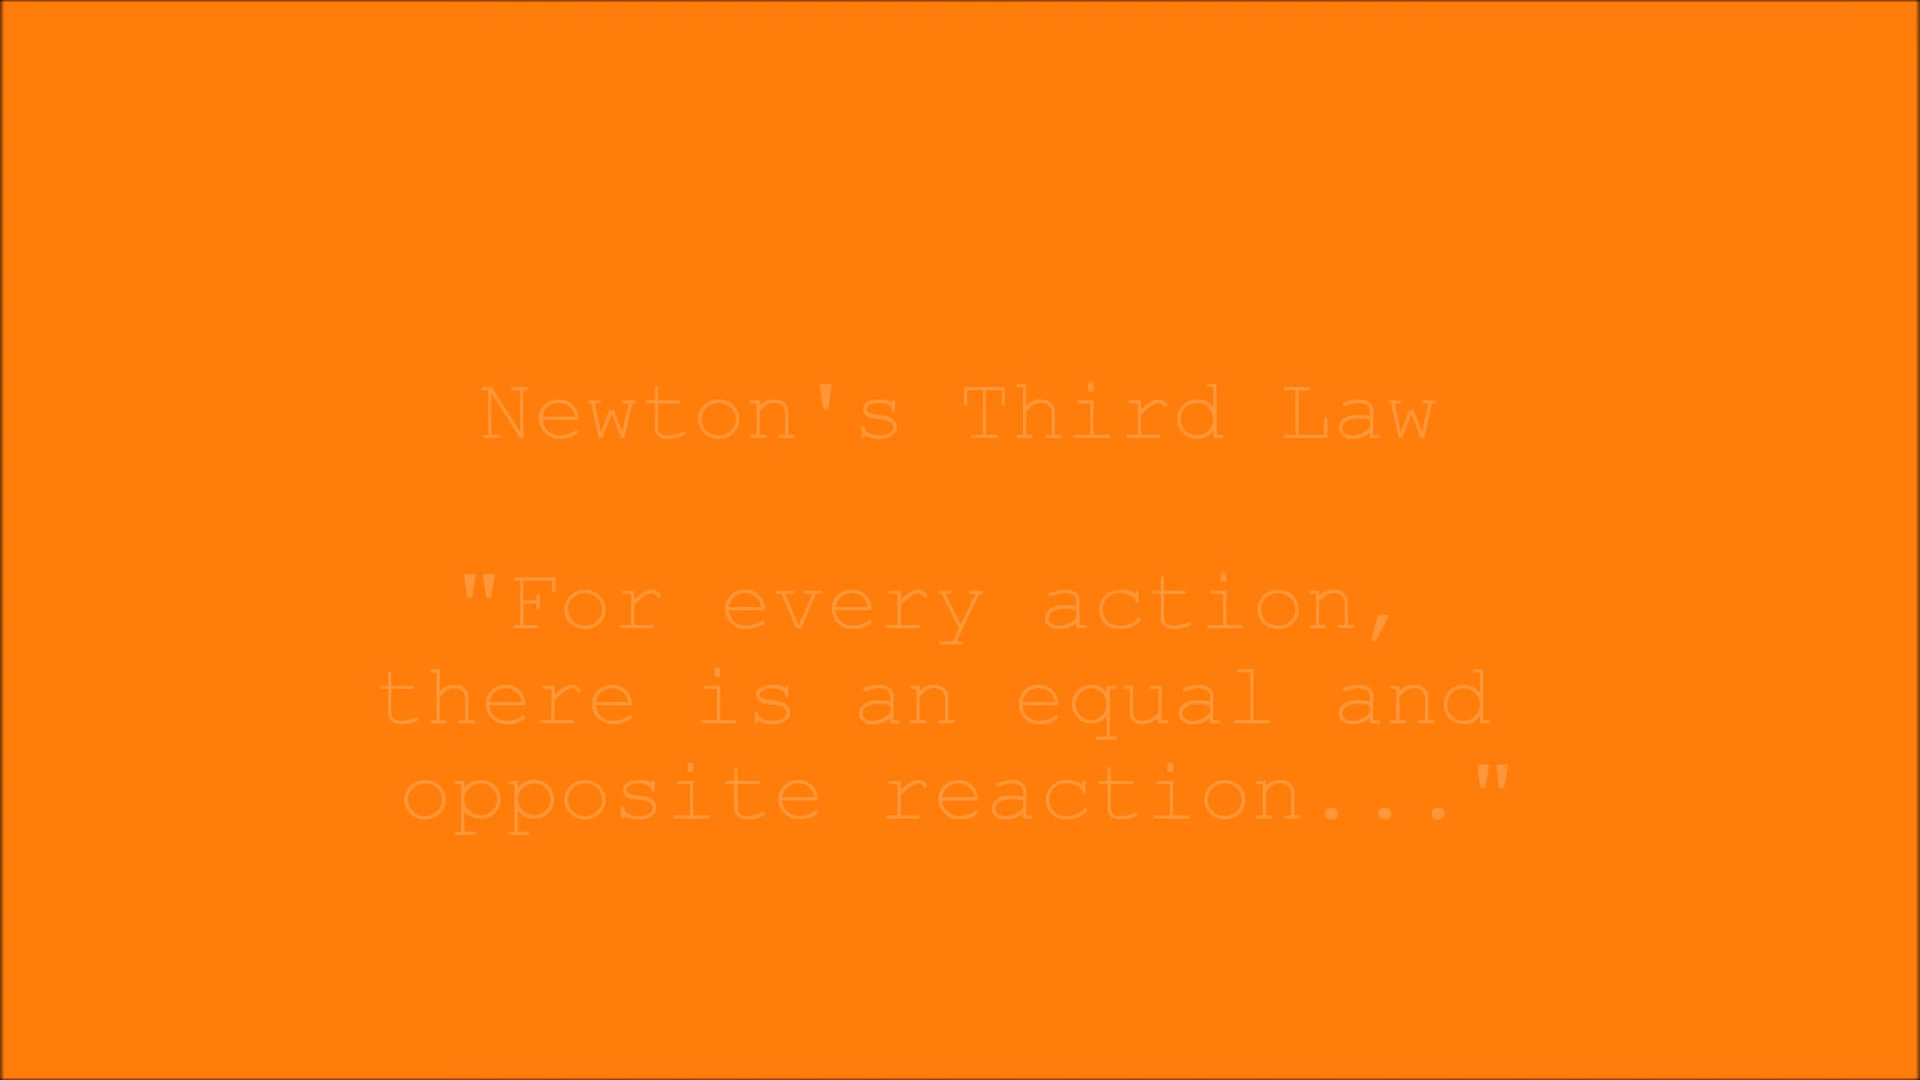 Newton's Third Law
"For every action,
there is an equal and
opposite reaction..."